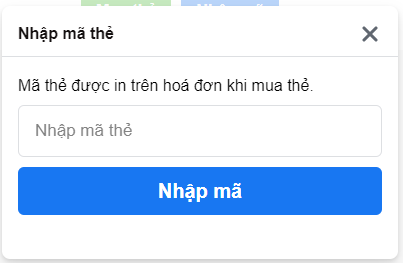 Nhập mã thẻ
Mã thẻ được in trên hoá đơn khi mua thẻ.
Nhập mã thẻ
Nhập mã